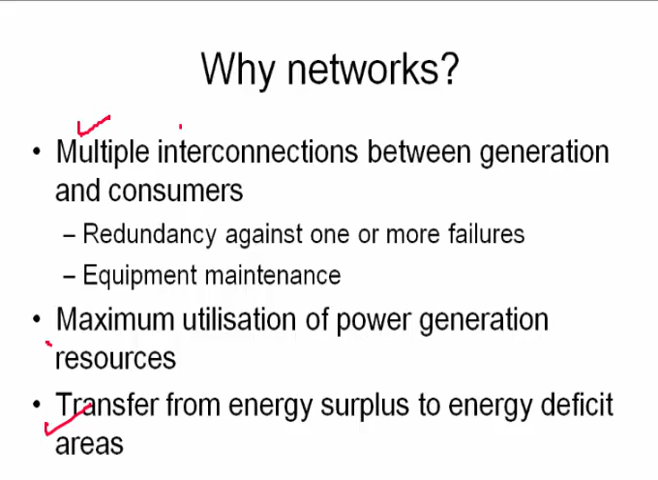 Why networks?
• Multiple interconnections between generation
and consumers
– Redundancy against one or more failures
– Equipment maintenance
• Maximum utilisation of power generation
resources
• Transfer from energy surplus to energy deficit
areas